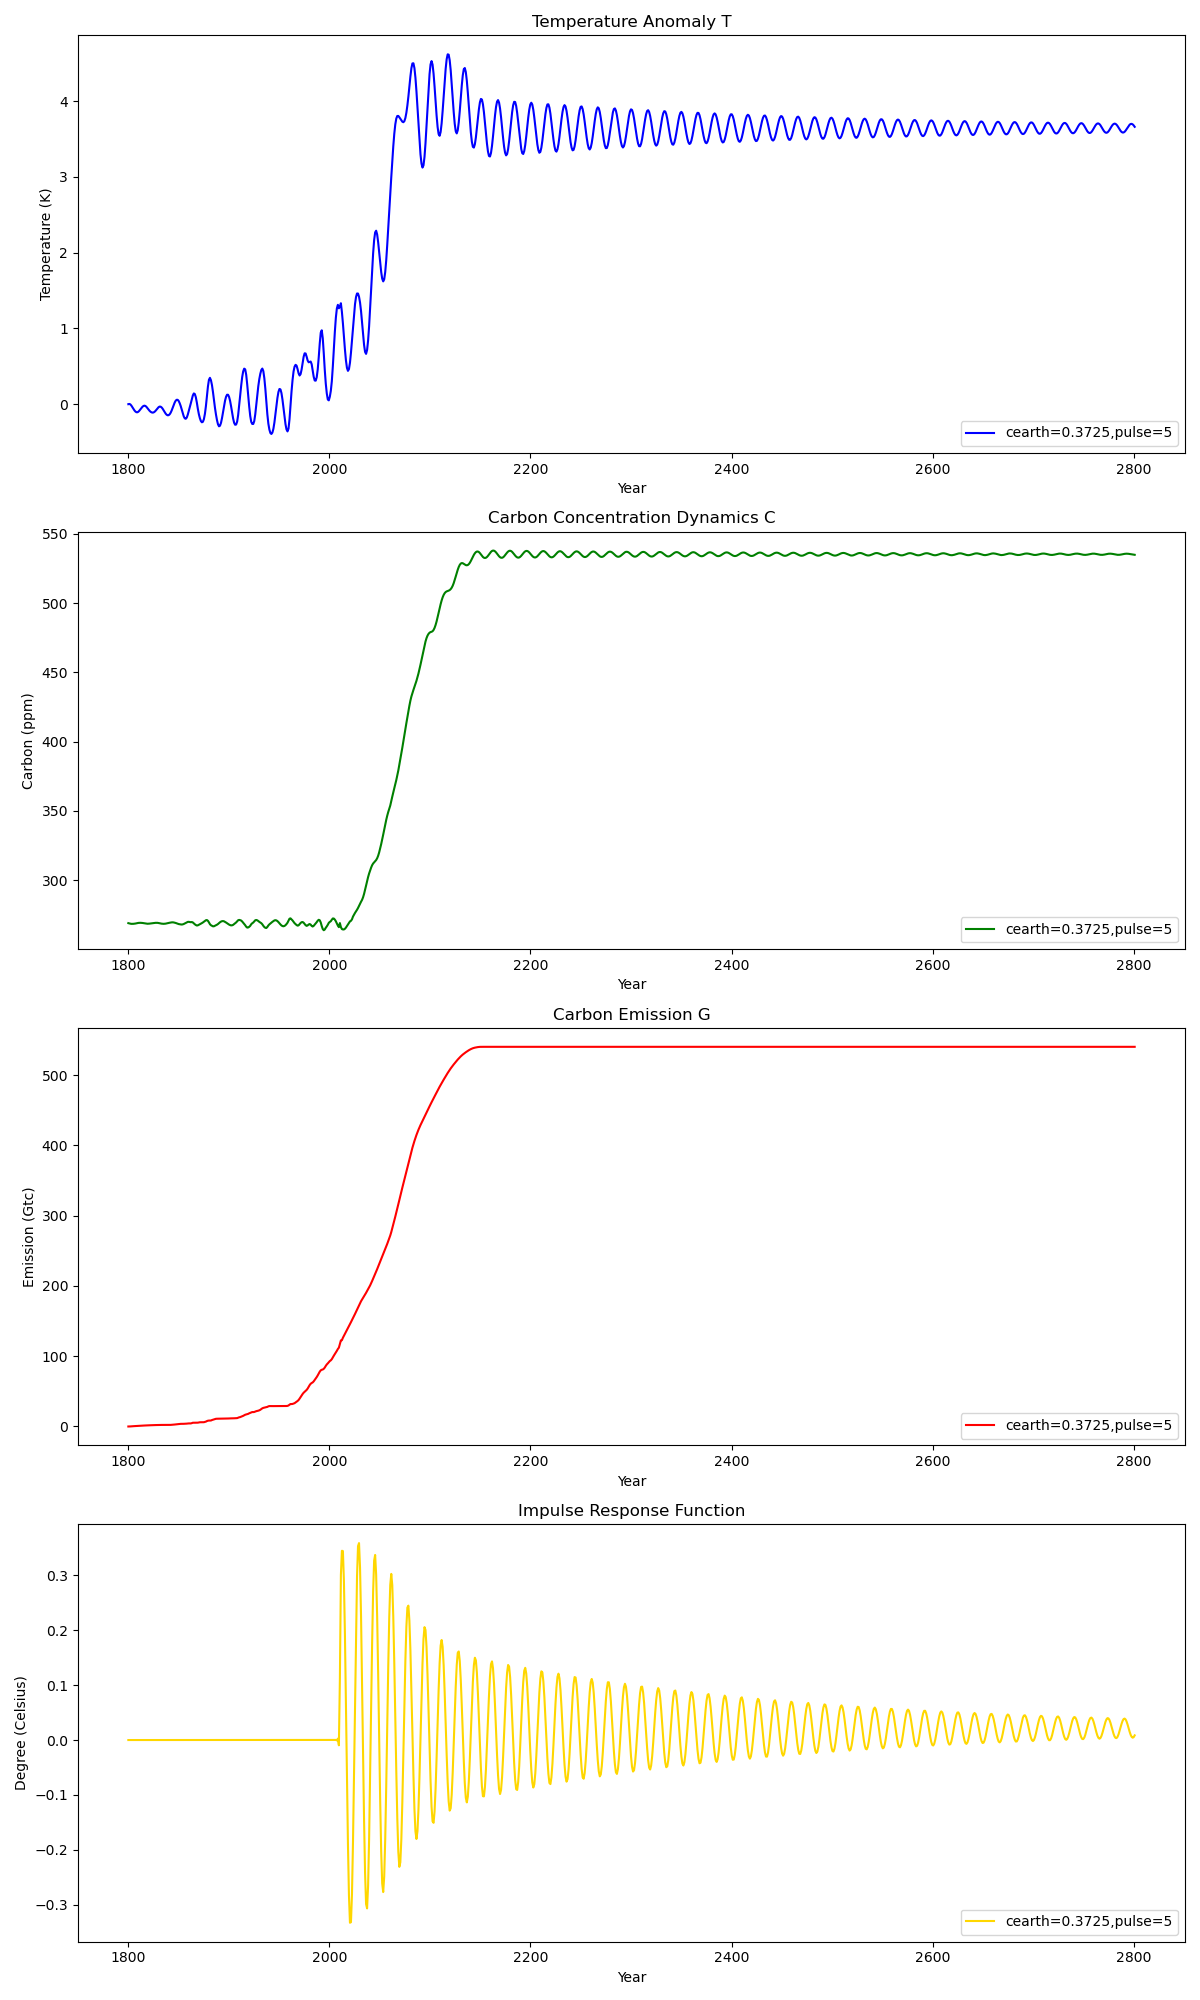 Temperature Anomaly T
Temperature (K)
4
3
2
1
0
cearth=0.3725,pulse=5
1800 2000 2200 2400 2600 2800
Year
Carbon Concentration Dynamics C
Carbon (ppm)
550
500
450
400
350
300
cearth=0.3725,pulse=5
1800 2000 2200 2400 2600 2800
Year
Carbon Emission G
Emission (Gtc)
500
400
300
200
100
0
cearth=0.3725,pulse=5
1800 2000 2200 2400 2600 2800
Year
Impulse Response Function
Degree (Celsius)
0.3
0.2
0.1
0.0
−0.1
−0.2
−0.3
cearth=0.3725,pulse=5
1800 2000 2200 2400 2600 2800
Year